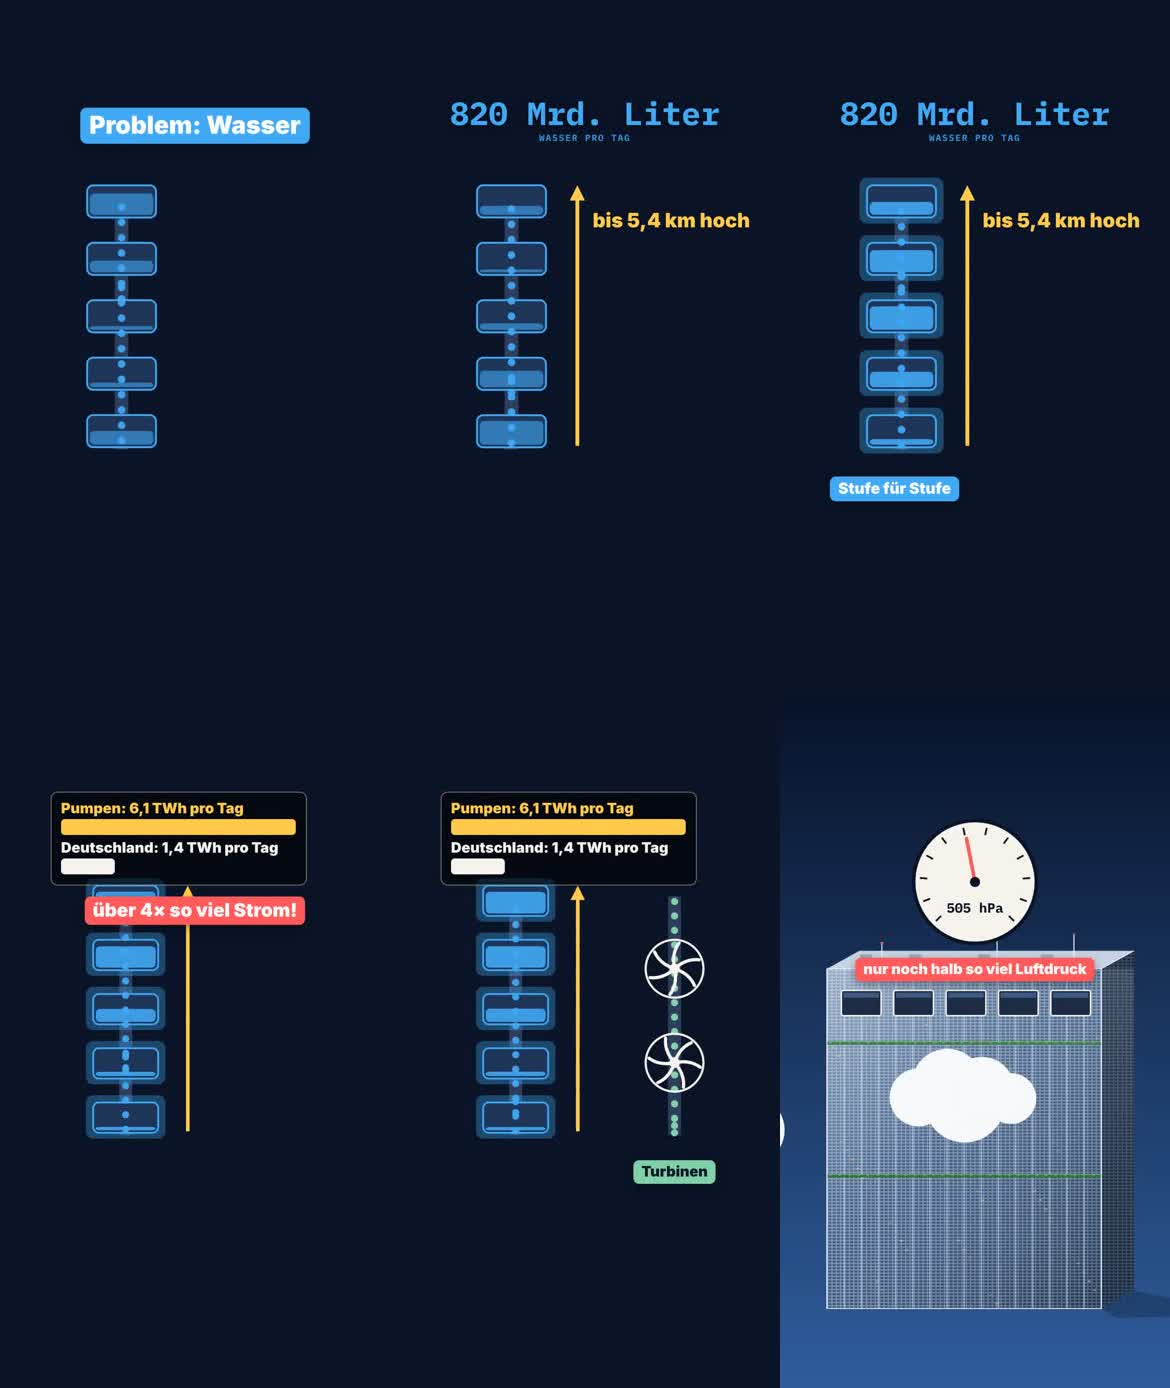 Problem: Wasser
820 Mrd. Liter
WASSER PRO TAG
bis 5,4 km hoch
820 Mrd. Liter
WASSER PRO TAG
bis 5,4 km hoch
Stufe für Stufe
Pumpen: 6,1 TWh pro Tag
Deutschland: 1,4 TWh pro Tag
über 4× so viel Strom!
Pumpen: 6,1 TWh pro Tag
Deutschland: 1,4 TWh pro Tag
Turbinen
505 hPa
nur noch halb so viel Luftdruck